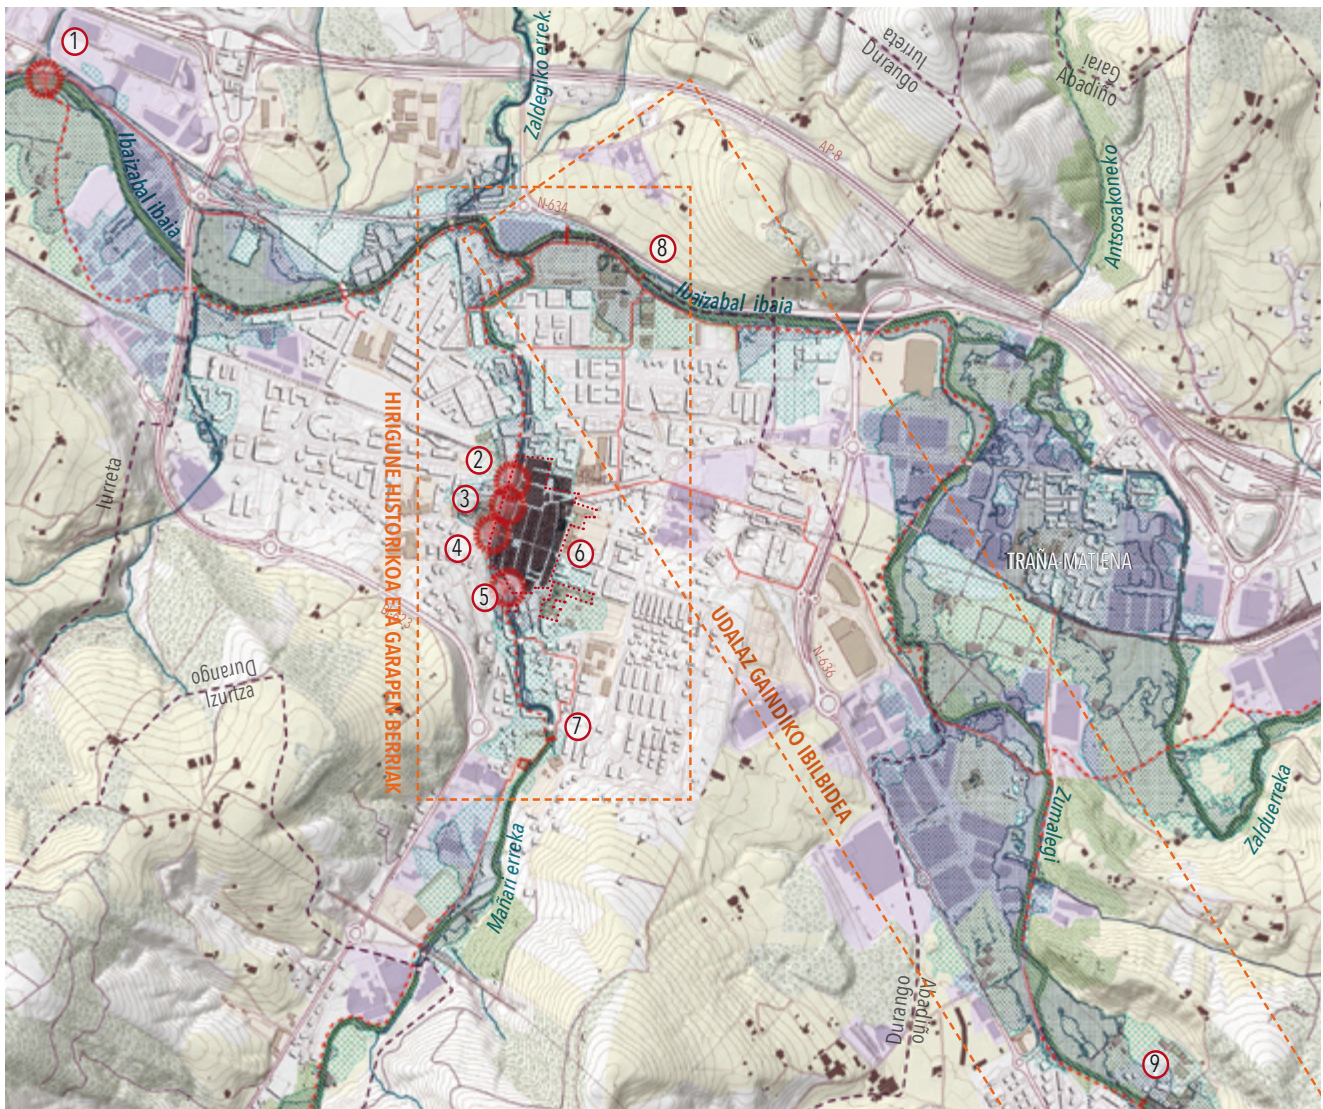 1
Zaldegiko errek.
Iurreta
Durango
Garai
Abadiño
AP-8
Ibaizabal ibaia
Antsosakoneko
N-634
8
Ibaizabal ibaia
HIRIGUNE HISTORIKOA ETA GARAPEN BERRIAK
2
3
4
5
6
Iurreta
TRAÑA-MATIENA
UDALAZ GAINDIKO IBILBIDEA
N-636
Durango
Izurtza
7
Zumalegi
Zalduerreka
Mañari erreka
Durango
Abadiño
9